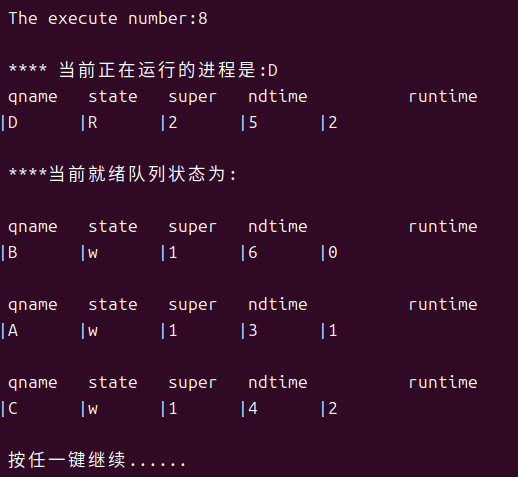 The execute number:8
**** 当前正在运行的进程是:D
qname state super ndtime runtime
|D |R |2 |5 |2
****当前就绪队列状态为:
qname state super ndtime runtime
|B |w |1 |6 |0
qname state super ndtime runtime
|A |w |1 |3 |1
qname state super ndtime runtime
|C |w |1 |4 |2
按任一键继续......